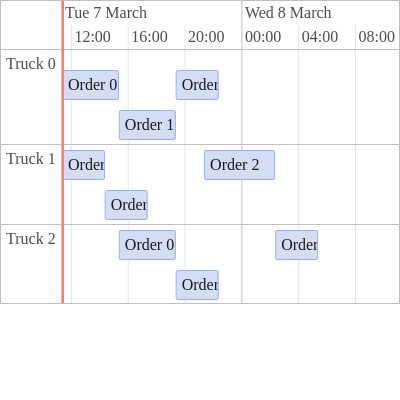 Tue 7 March Wed 8 March
12:00 16:00 20:00 00:00 04:00 08:00
Truck 0
Order 0 Order
Order 1
Truck 1
Order Order 2
Order
Truck 2
Order 0 Order
Order